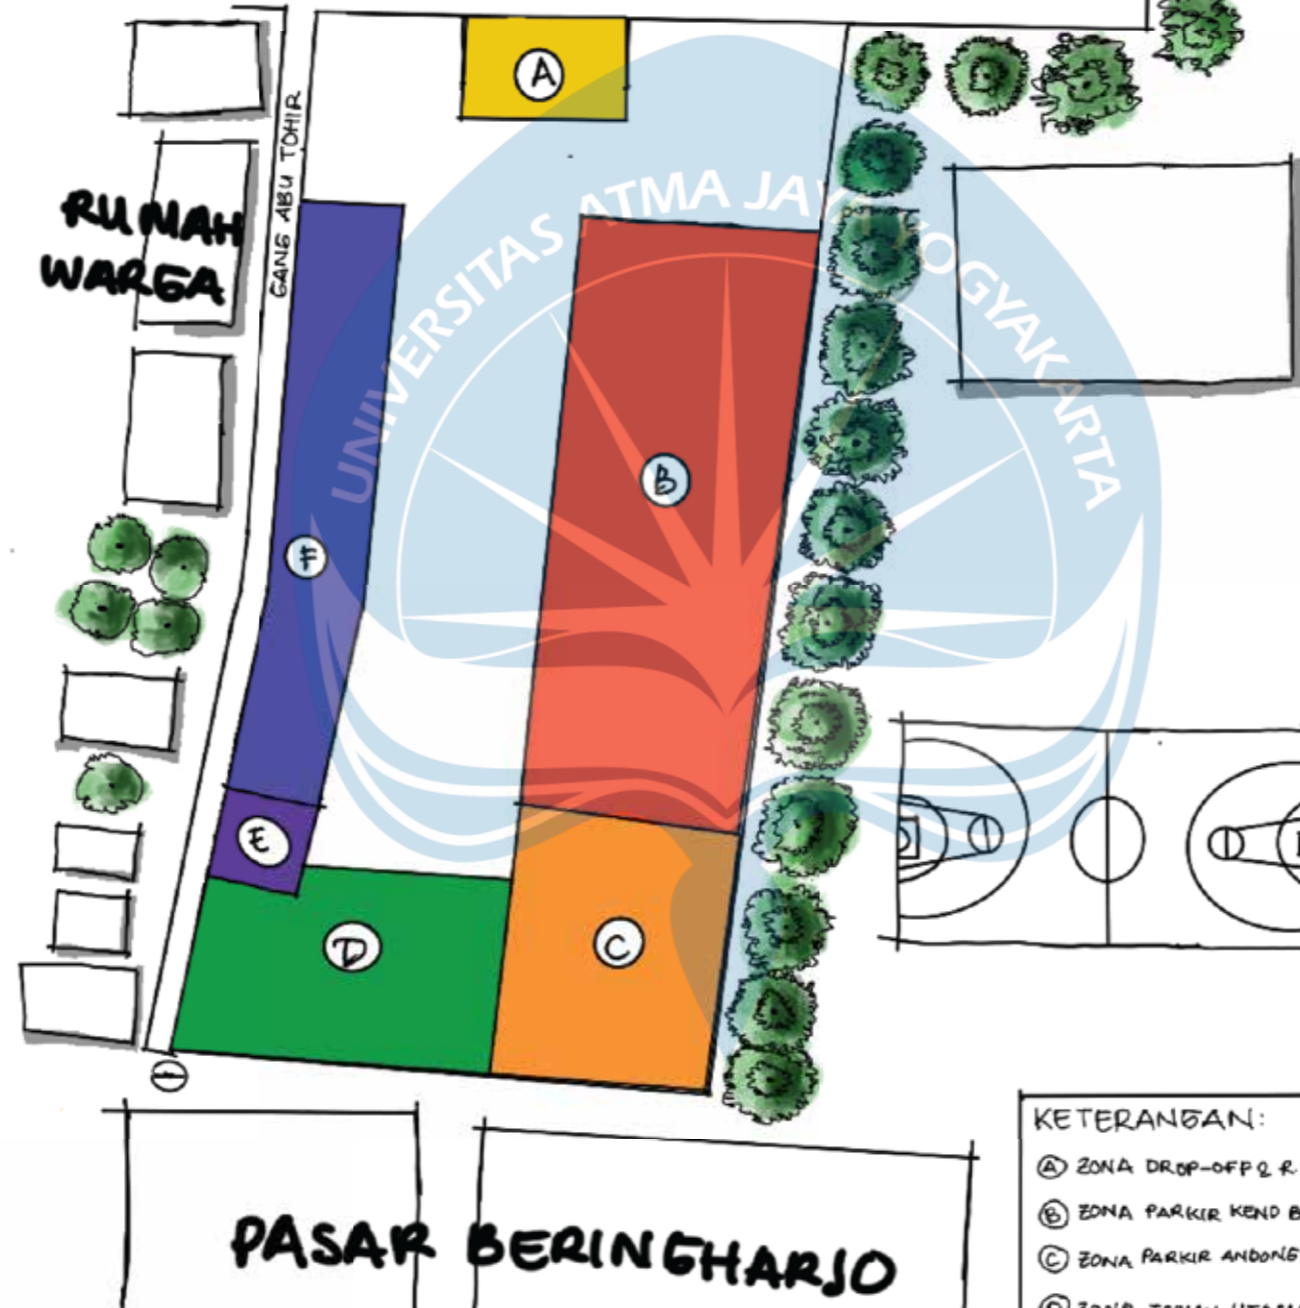 A
GANG ABU TOHIR
UNIVERSITAS ATMA JAYA YOGYAKARTA
RUMAH
WARGA
B
F
E
D
C
KETERANGAN:
A ZONA DROP-OFF & R
B ZONA PARKIR KEND B
C ZONA PARKIR ANDONG
PASAR BERINGHARJO